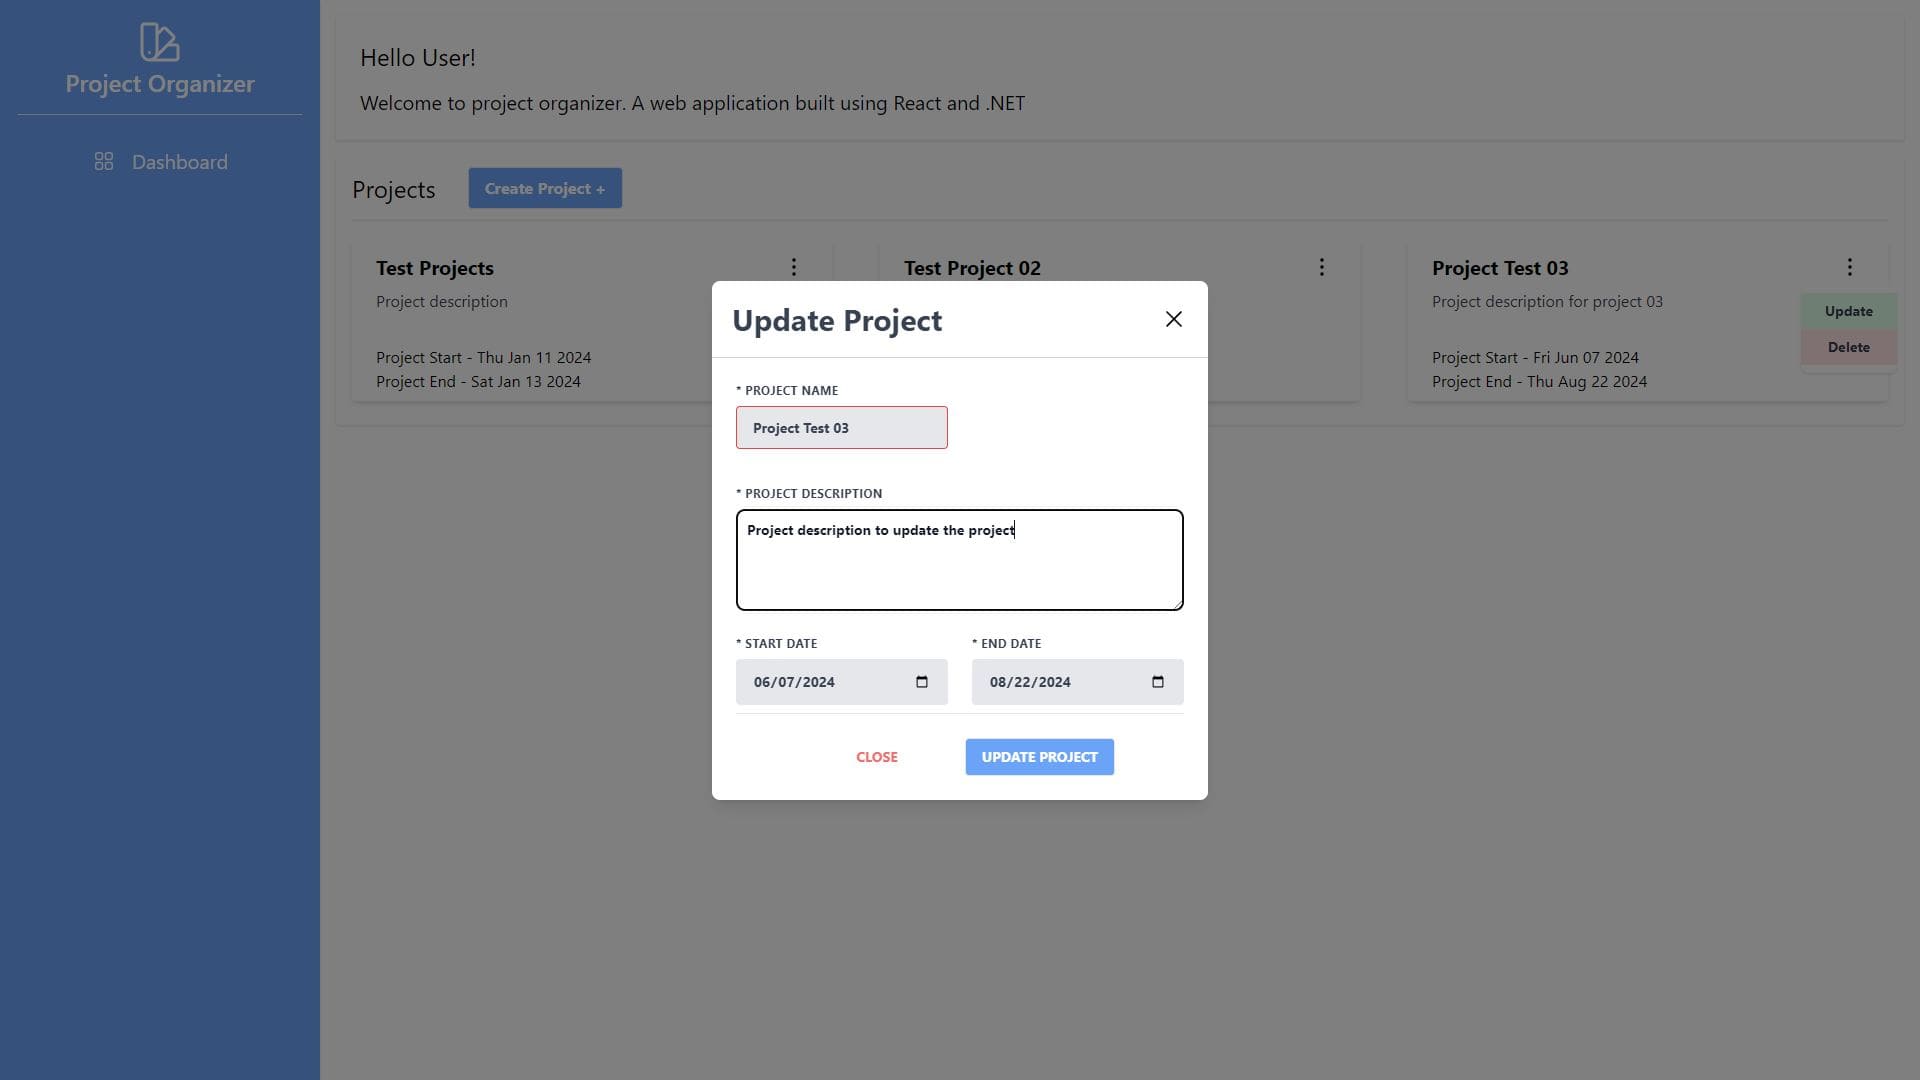 Project Organizer
Dashboard
Hello User!
Welcome to project organizer. A web application built using React and .NET
Projects
Create Project +
Test Projects
Project description
Project Start - Thu Jan 11 2024
Project End - Sat Jan 13 2024
Test Project 02
Project Test 03
Project description for project 03
Project Start - Fri Jun 07 2024
Project End - Thu Aug 22 2024
Update
Delete
Update Project
* PROJECT NAME
Project Test 03
* PROJECT DESCRIPTION
Project description to update the project
* START DATE
* END DATE
06/07/2024
08/22/2024
CLOSE
UPDATE PROJECT